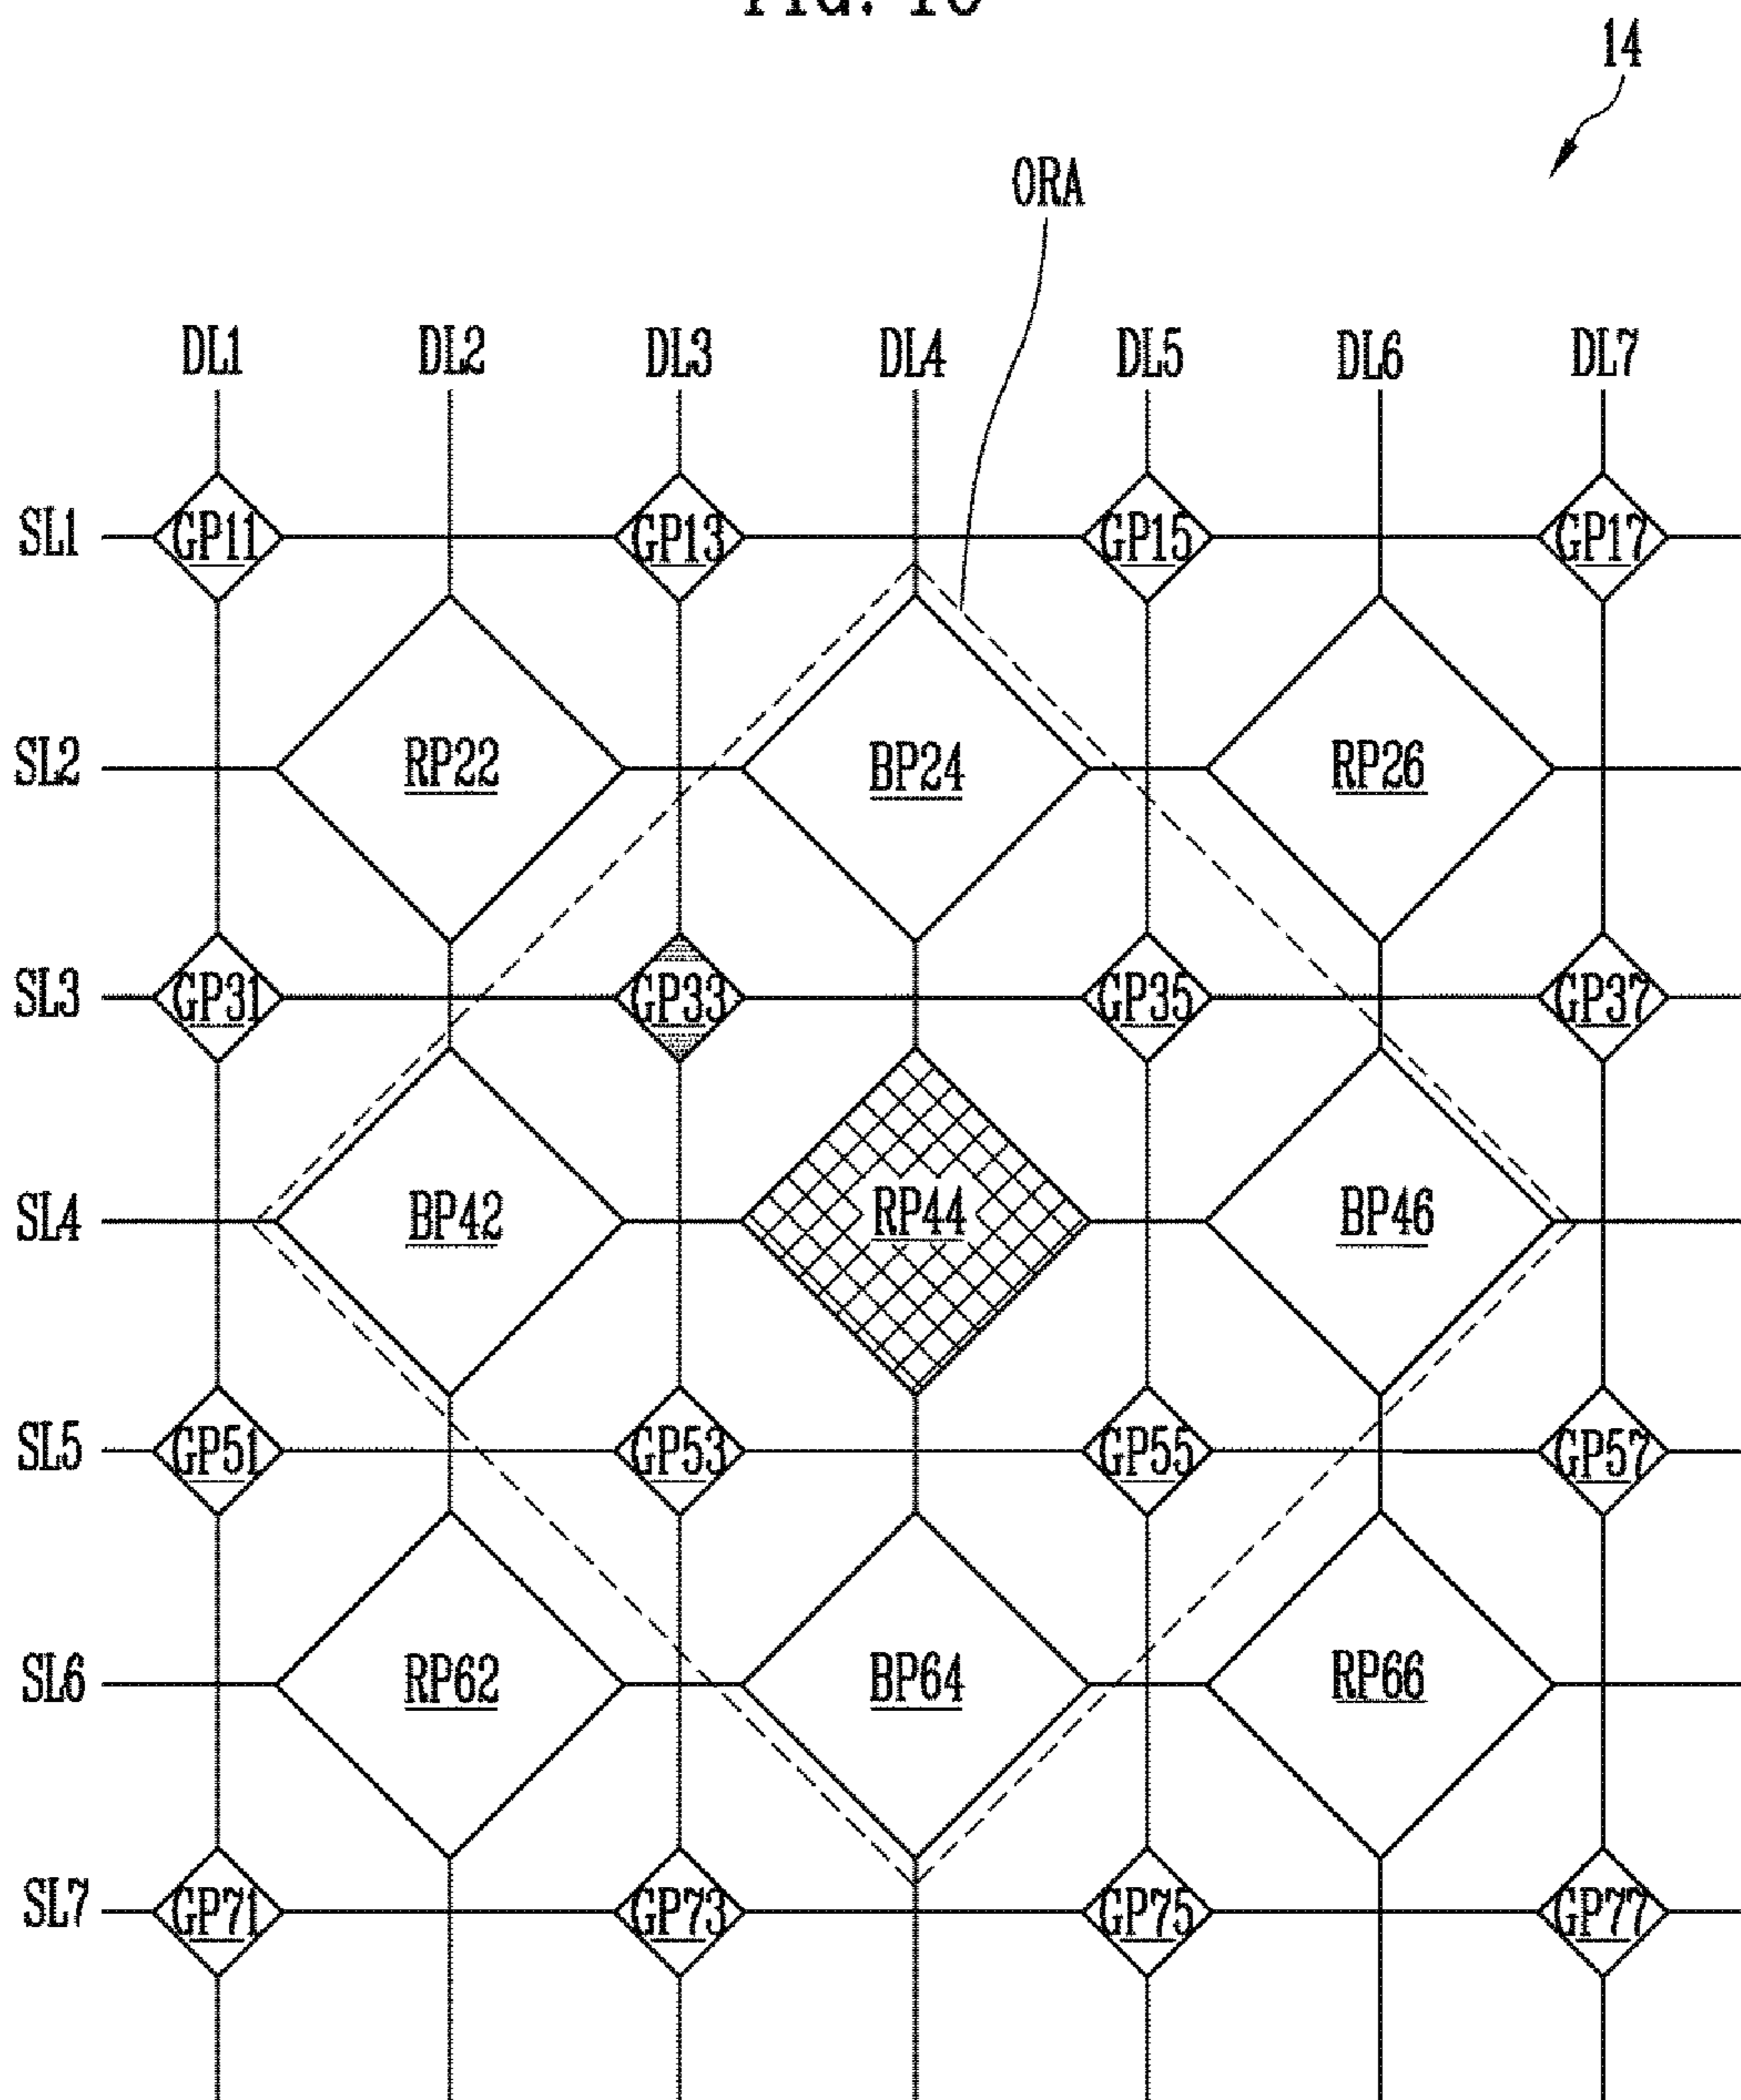 14
ORA
DL1 DL2 DL3 DL4 DL5 DL6 DL7
SL1 GP11 GP13 GP15 GP17
SL2 RP22 BP24 RP26
SL3 GP31 GP33 GP35 GP37
SL4 BP42 RP44 BP46
SL5 GP51 GP53 GP55 GP57
SL6 RP62 BP64 RP66
SL7 GP71 GP73 GP75 GP77